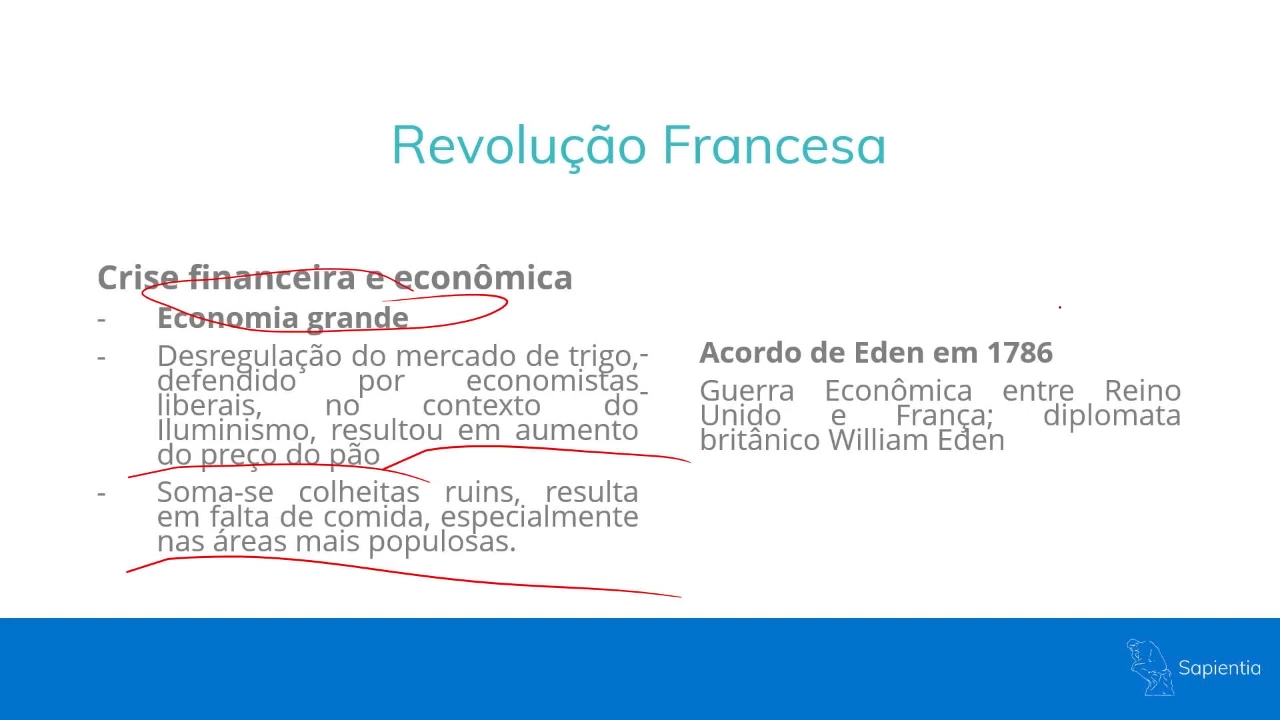 Revolução Francesa
Crise financeira e econômica
- Economia grande
- Desregulação do mercado de trigo,
defendido por economistas
liberais, no contexto do
Iluminismo, resultou em aumento
do preço do pão
- Soma-se colheitas ruins, resulta
em falta de comida, especialmente
nas áreas mais populosas.
- Acordo de Eden em 1786
- Guerra Econômica entre Reino
Unido e França; diplomata
britânico William Eden
Sapientia